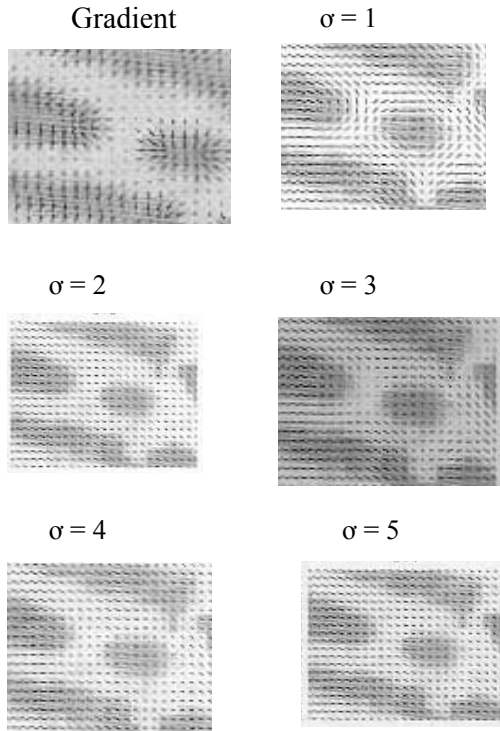 Gradient
σ = 1
σ = 2
σ = 3
σ = 4
σ = 5